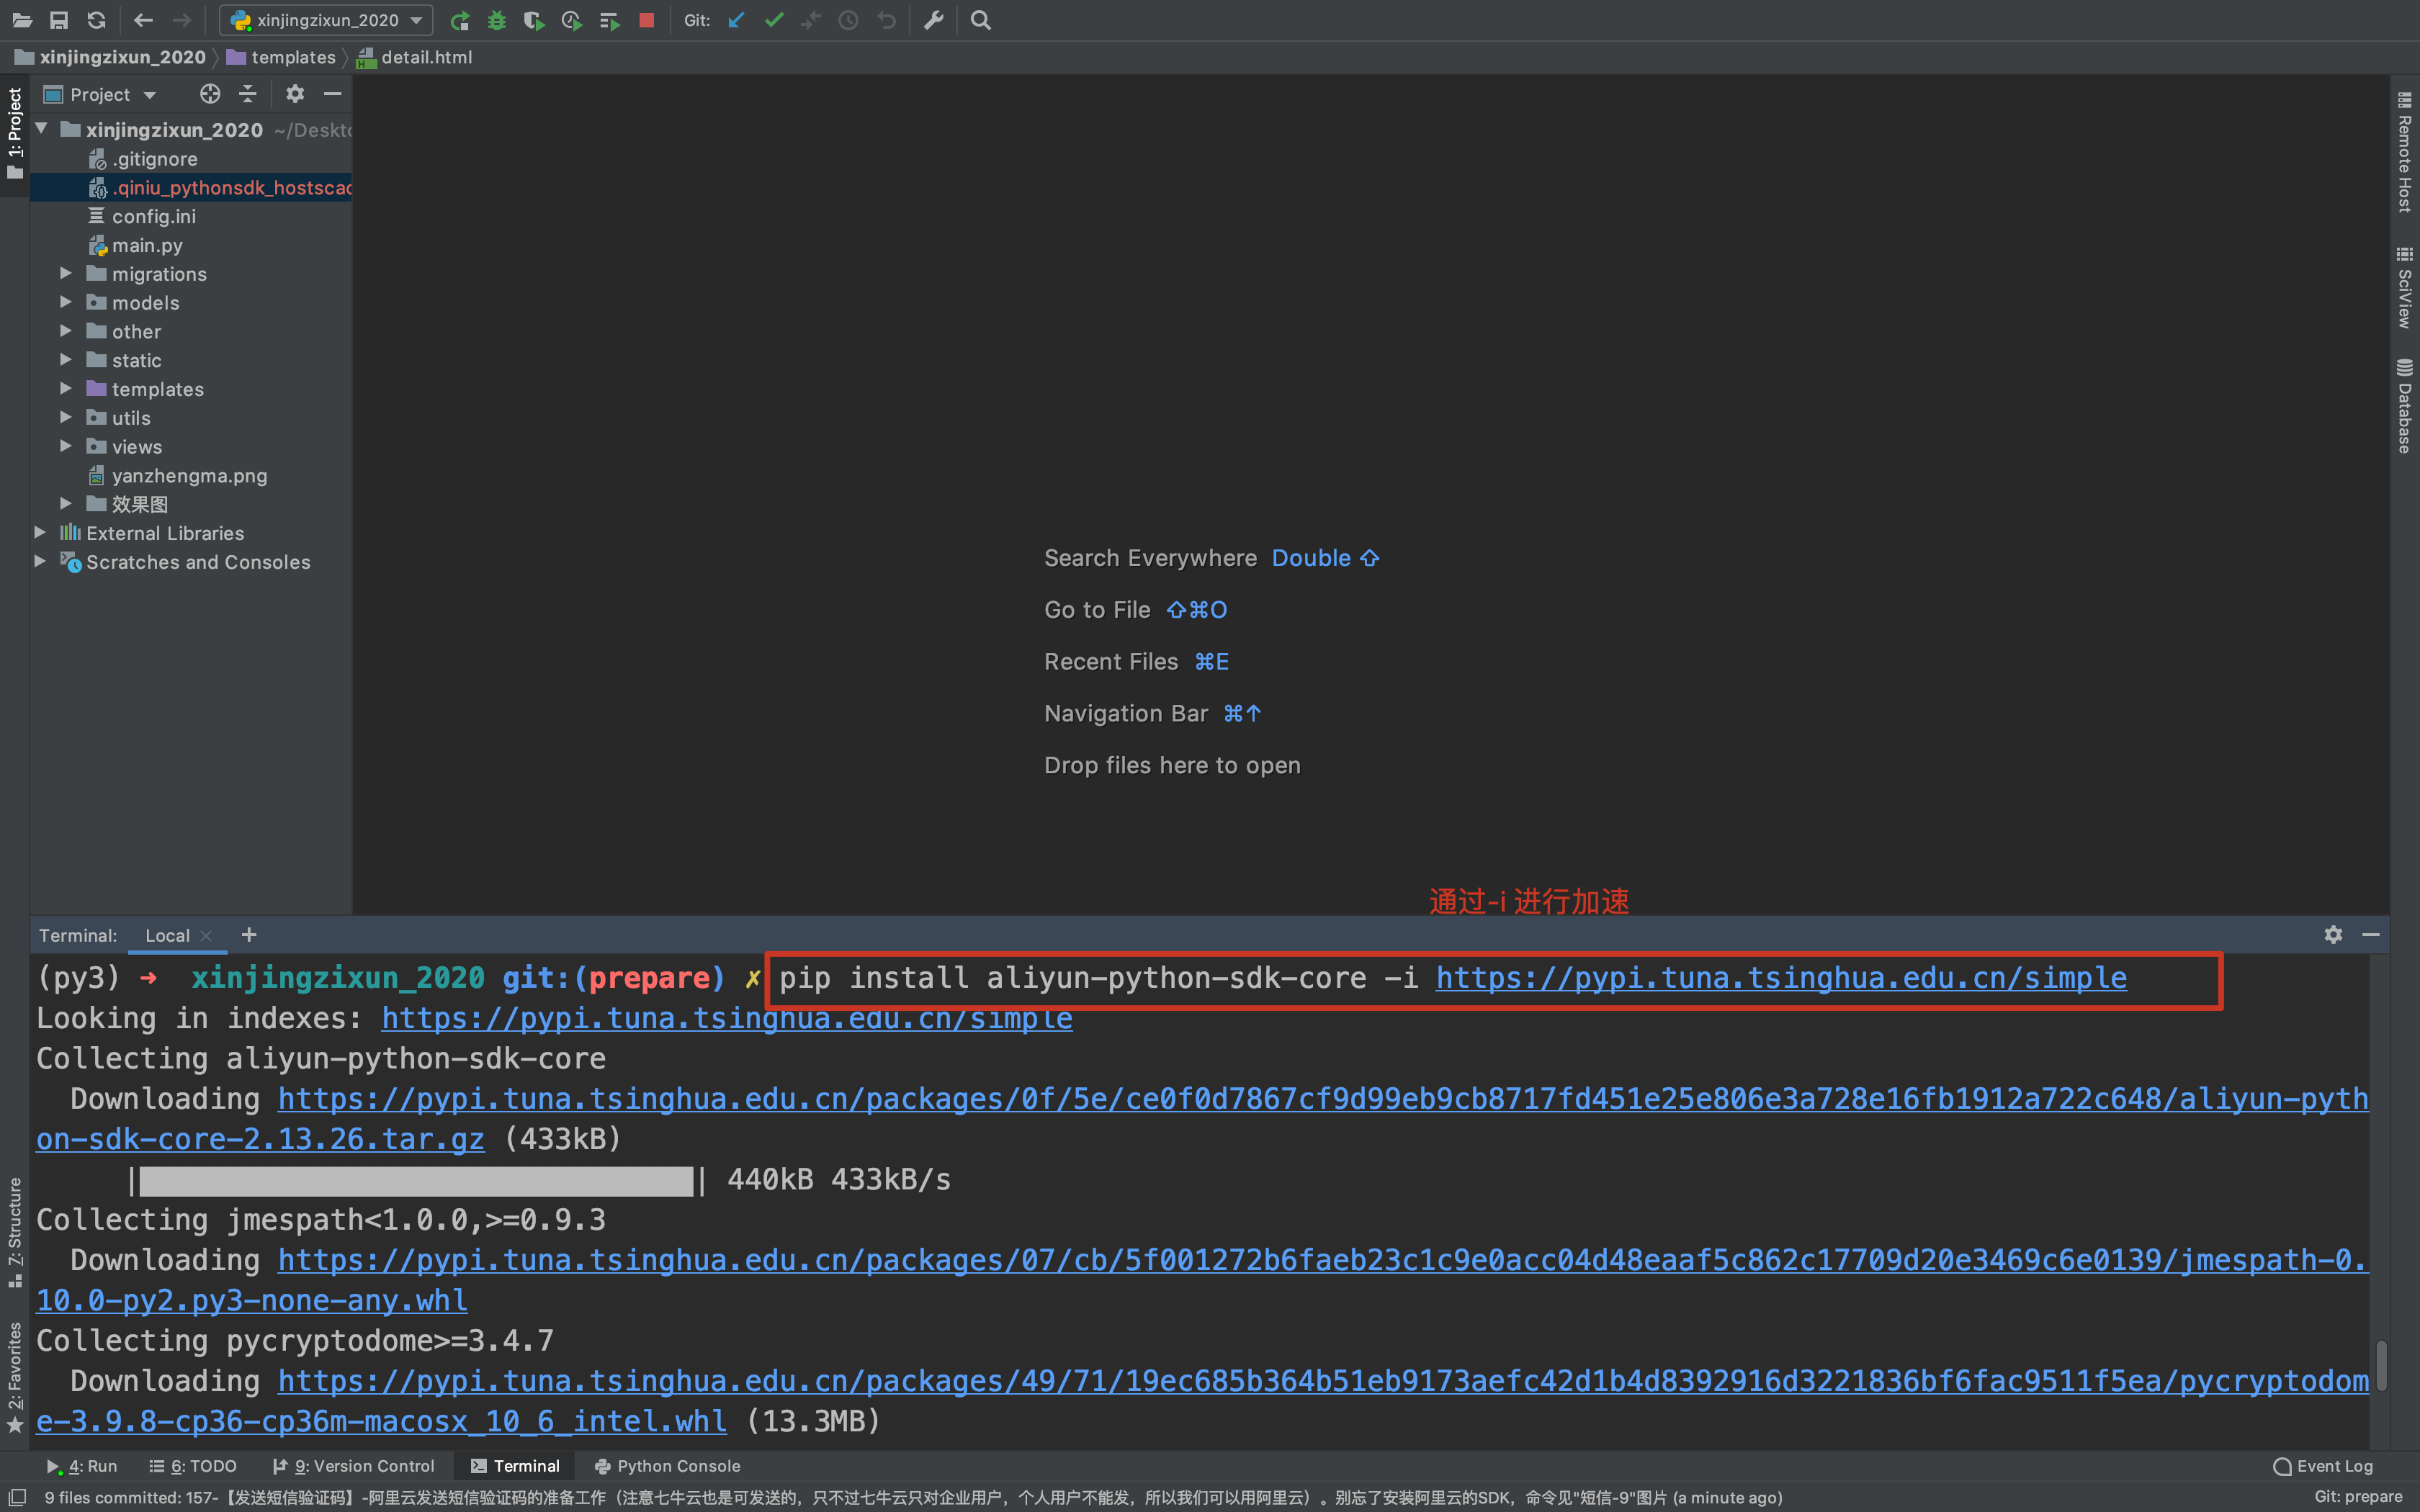 xinjingzixun_2020 Git:
xinjingzixun_2020 templates detail.html
1: Project
Project
xinjingzixun_2020 ~/Deskto
.gitignore
.qiniu_pythonsdk_hostscac
config.ini
main.py
migrations
models
other
static
templates
utils
views
yanzhengma.png
效果图
External Libraries
Scratches and Consoles
Search Everywhere Double ⇧
Go to File ⇧⌘O
Recent Files ⌘E
Navigation Bar ⌘↑
Drop files here to open
Remote Host
SciView
Database
通过-i 进行加速
Terminal: Local × +
(py3) ➜ xinjingzixun_2020 git:(prepare) ✗ pip install aliyun-python-sdk-core -i https://pypi.tuna.tsinghua.edu.cn/simple
Looking in indexes: https://pypi.tuna.tsinghua.edu.cn/simple
Collecting aliyun-python-sdk-core
Downloading https://pypi.tuna.tsinghua.edu.cn/packages/0f/5e/ce0f0d7867cf9d99eb9cb8717fd451e25e806e3a728e16fb1912a722c648/aliyun-pyth
on-sdk-core-2.13.26.tar.gz (433kB)
|████████████████████████████████| 440kB 433kB/s
Collecting jmespath<1.0.0,>=0.9.3
Downloading https://pypi.tuna.tsinghua.edu.cn/packages/07/cb/5f001272b6faeb23c1c9e0acc04d48eaaf5c862c17709d20e3469c6e0139/jmespath-0.
10.0-py2.py3-none-any.whl
Collecting pycryptodome>=3.4.7
Downloading https://pypi.tuna.tsinghua.edu.cn/packages/49/71/19ec685b364b51eb9173aefc42d1b4d8392916d3221836bf6fac9511f5ea/pycryptodom
e-3.9.8-cp36-cp36m-macosx_10_6_intel.whl (13.3MB)
7: Structure
2: Favorites
4: Run 6: TODO 9: Version Control Terminal Python Console Event Log
9 files committed: 157-【发送短信验证码】-阿里云发送短信验证码的准备工作（注意七牛云也是可发送的，只不过七牛云只对企业用户，个人用户不能发，所以我们可以用阿里云）。别忘了安装阿里云的SDK，命令见"短信-9"图片 (a minute ago) Git: prepare